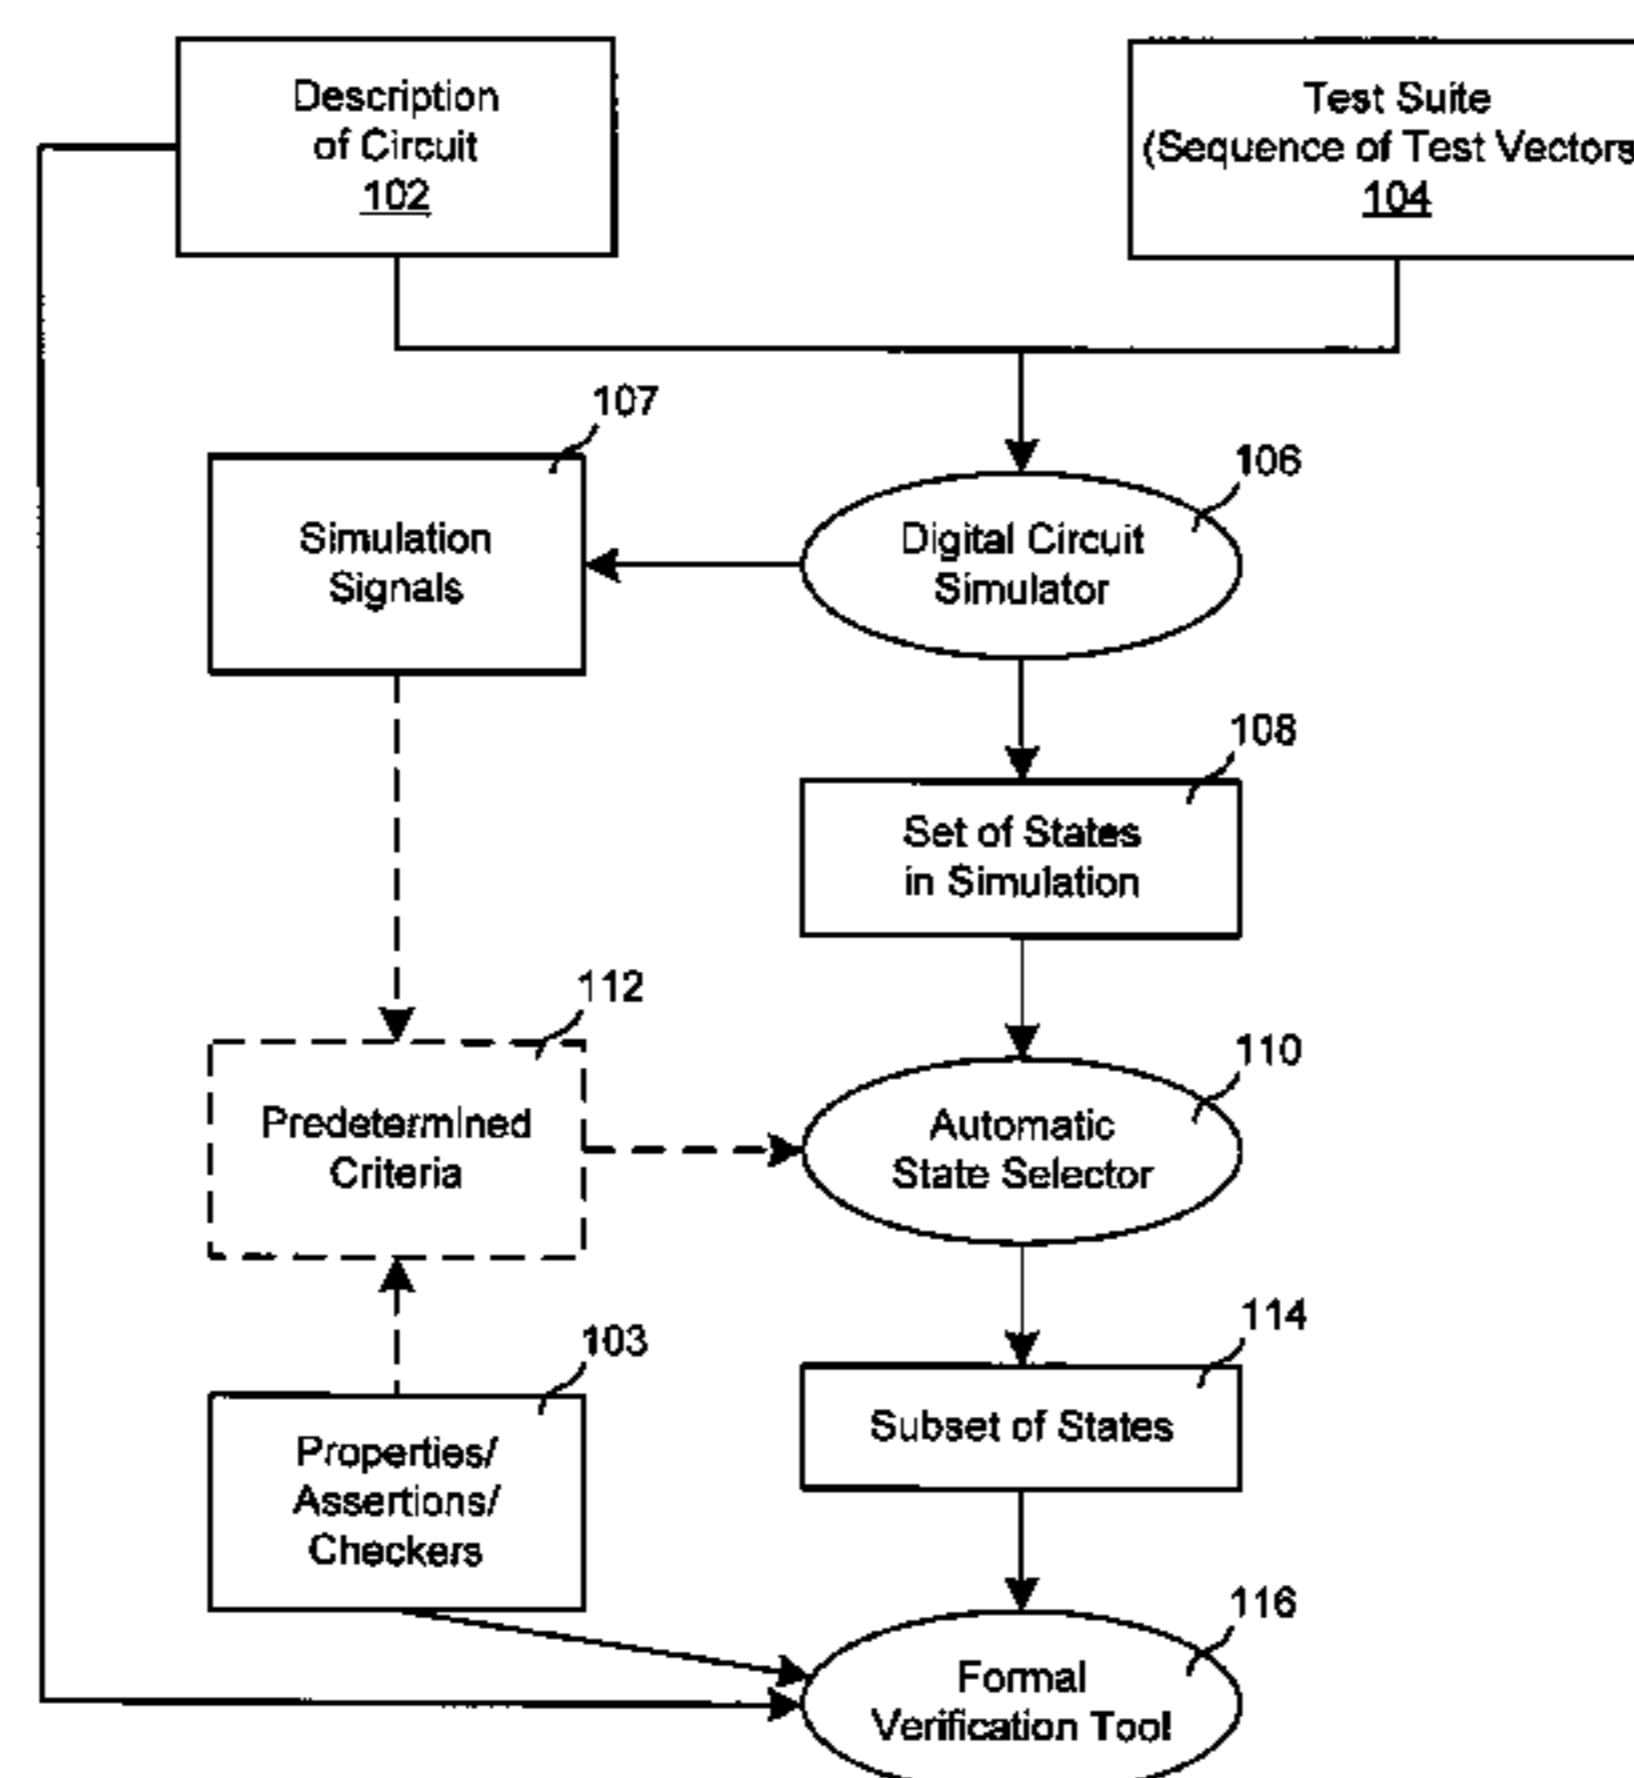 Description
of Circuit
102
Test Suite
(Sequence of Test Vectors
104
107
Simulation
Signals
106
Digital Circuit
Simulator
108
Set of States
in Simulation
112
Predetermined
Criteria
110
Automatic
State Selector
103
Properties/
Assertions/
Checkers
114
Subset of States
116
Formal
Verification Tool